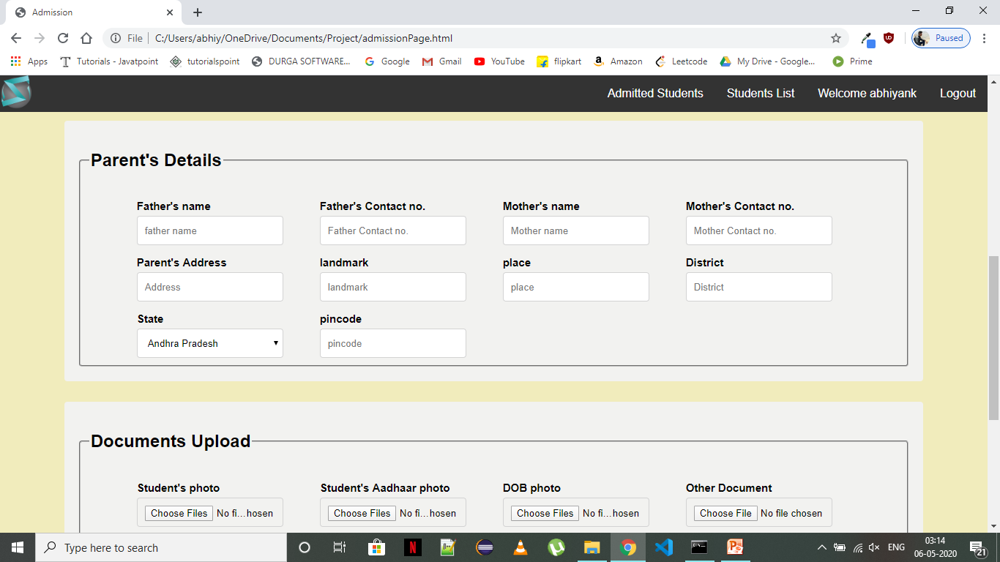 Admission
File C:/Users/abhiy/OneDrive/Documents/Project/admissionPage.html Paused
Apps Tutorials - Javatpoint tutorialspoint DURGA SOFTWARE... Google Gmail YouTube flipkart Amazon Leetcode My Drive - Google... Prime
Admitted Students Students List Welcome abhiyank Logout
Parent's Details
Father's name Father's Contact no. Mother's name Mother's Contact no.
father name Father Contact no. Mother name Mother Contact no.
Parent's Address landmark place District
Address landmark place District
State pincode
Andhra Pradesh pincode
Documents Upload
Student's photo Student's Aadhaar photo DOB photo Other Document
Choose Files No fi...hosen Choose Files No fi...hosen Choose Files No fi...hosen Choose File No file chosen
Type here to search ENG 03:14
06-05-2020 21